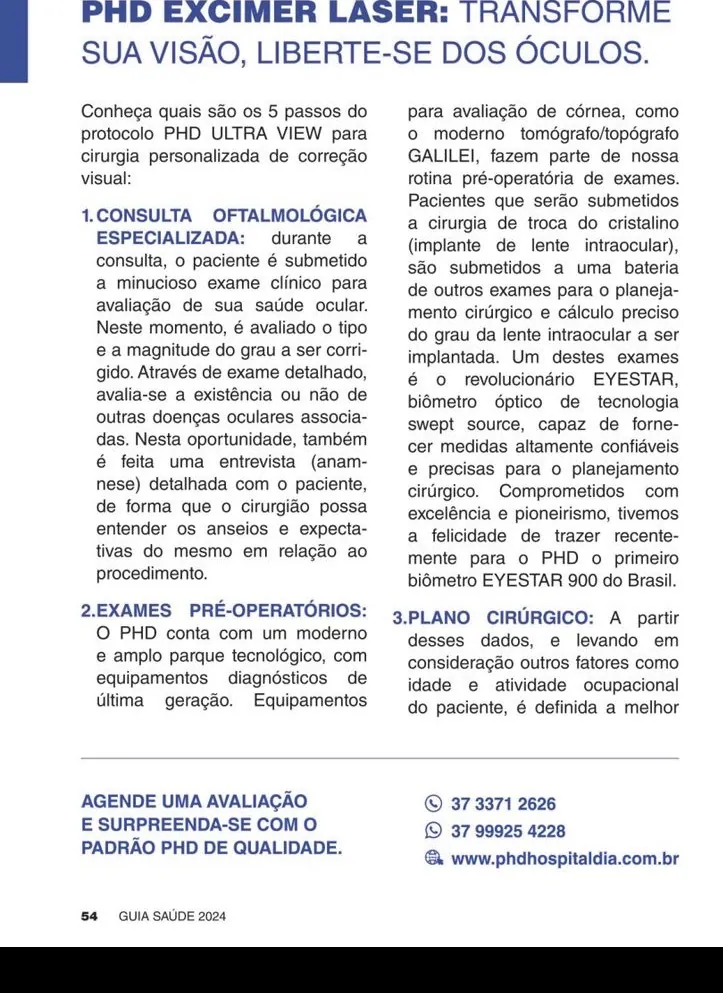 PHD EXCIMER LASER: TRANSFORME
SUA VISÃO, LIBERTE-SE DOS ÓCULOS.
Conheça quais são os 5 passos do
protocolo PHD ULTRA VIEW para
cirurgia personalizada de correção
visual:
1. CONSULTA OFTALMOLÓGICA
ESPECIALIZADA: durante a
consulta, o paciente é submetido
a minucioso exame clínico para
avaliação de sua saúde ocular.
Neste momento, é avaliado o tipo
e a magnitude do grau a ser corri-
gido. Através de exame detalhado,
avalia-se a existência ou não de
outras doenças oculares associa-
das. Nesta oportunidade, também
é feita uma entrevista (anam-
nese) detalhada com o paciente,
de forma que o cirurgião possa
entender os anseios e expecta-
tivas do mesmo em relação ao
procedimento.
2.EXAMES PRÉ-OPERATÓRIOS:
O PHD conta com um moderno
e amplo parque tecnológico, com
equipamentos diagnósticos de
última geração. Equipamentos
para avaliação de córnea, como
o moderno tomógrafo/topógrafo
GALILEI, fazem parte de nossa
rotina pré-operatória de exames.
Pacientes que serão submetidos
a cirurgia de troca do cristalino
(implante de lente intraocular),
são submetidos a uma bateria
de outros exames para o planeja-
mento cirúrgico e cálculo preciso
do grau da lente intraocular a ser
implantada. Um destes exames
é o revolucionário EYESTAR,
biômetro óptico de tecnologia
swept source, capaz de forne-
cer medidas altamente confiáveis
e precisas para o planejamento
cirúrgico. Comprometidos com
excelência e pioneirismo, tivemos
a felicidade de trazer recente-
mente para o PHD o primeiro
biômetro EYESTAR 900 do Brasil.
3.PLANO CIRÚRGICO: A partir
desses dados, e levando em
consideração outros fatores como
idade e atividade ocupacional
do paciente, é definida a melhor
AGENDE UMA AVALIAÇÃO
E SURPREENDA-SE COM O
PADRÃO PHD DE QUALIDADE.
37 3371 2626
37 99925 4228
www.phdhospitaldia.com.br
54 GUIA SAÚDE 2024